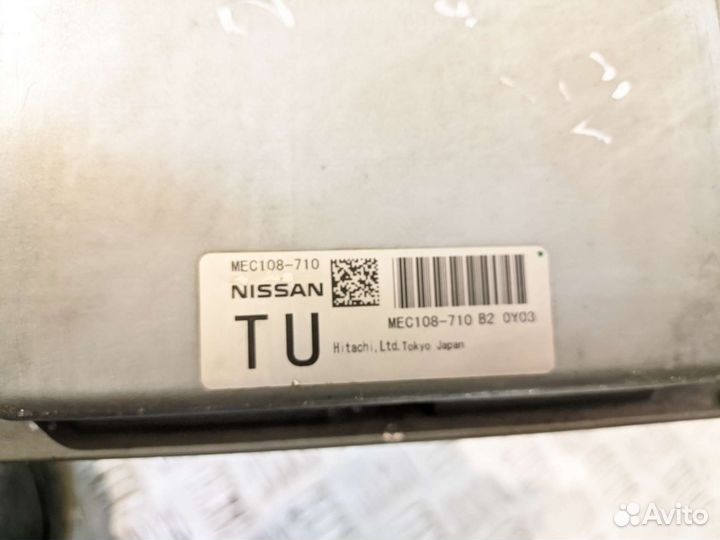 MEC108-710
NISSAN
TU
MEC108-710 B2 0Y03
Hitachi,Ltd.Tokyo Japan
Avito